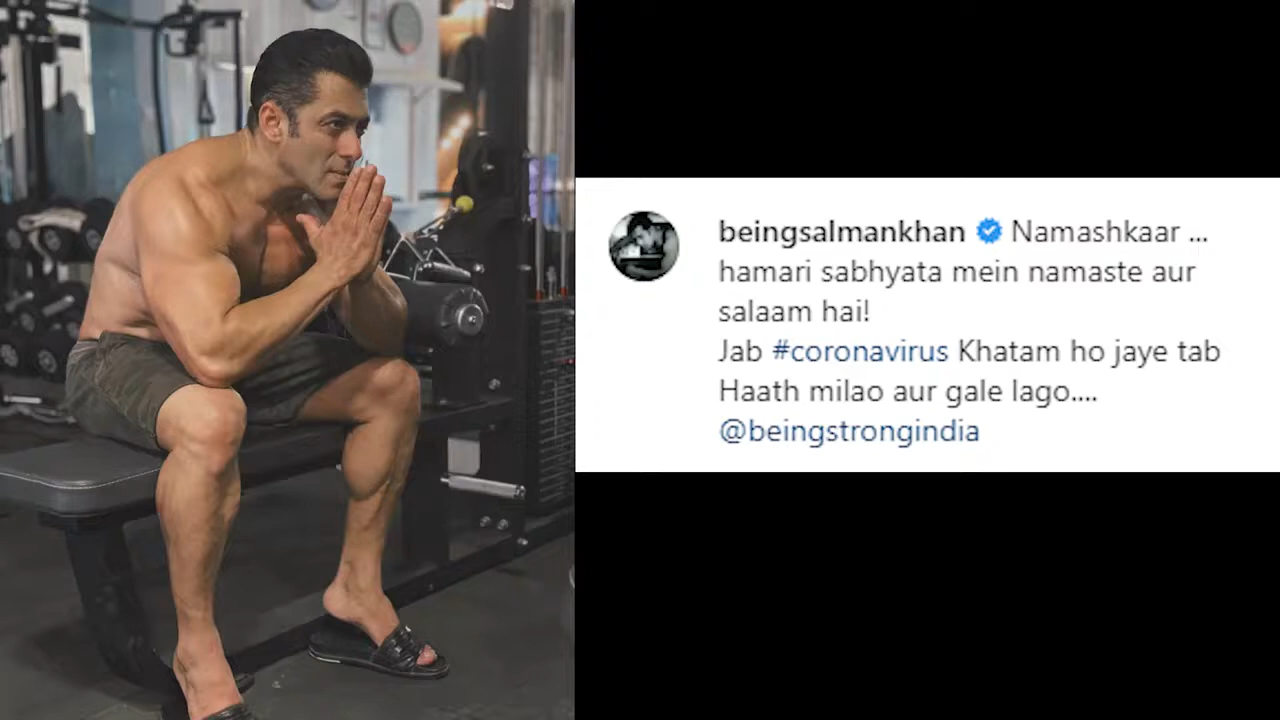 beingsalmankhan Namashkaar ...
hamari sabhyata mein namaste aur
salaam hai!
Jab #coronavirus Khatam ho jaye tab
Haath milao aur gale lago....
@beingstrongindia